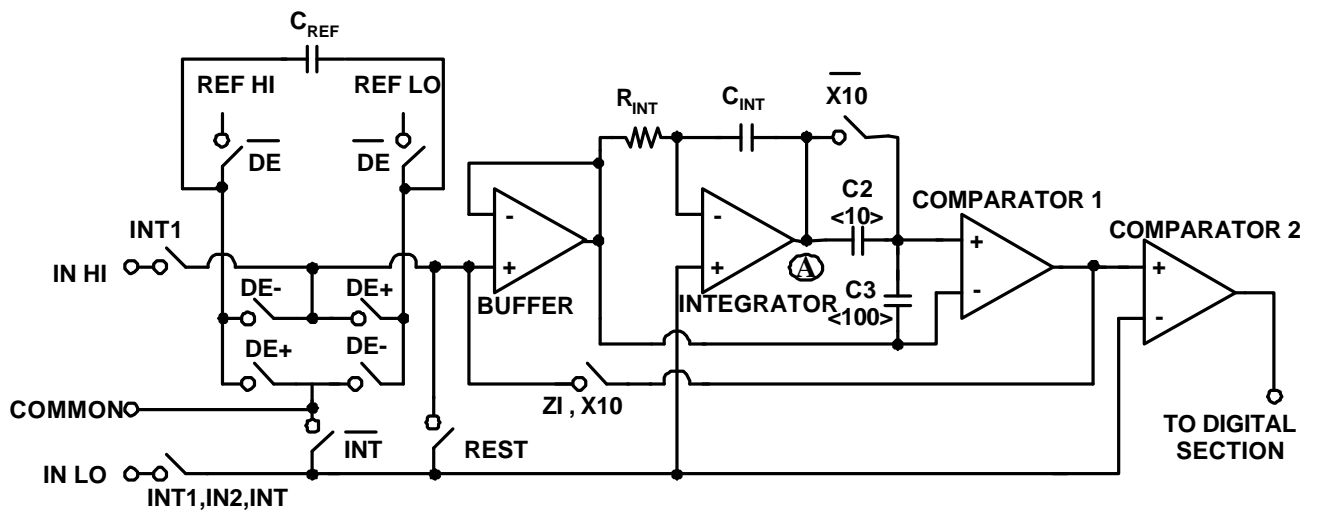 C_REF
REF HI
REF LO
DE
DE
R_INT
C_INT
X10
INT1
IN HI
DE-
DE+
DE+
DE-
COMMON
INT
REST
IN LO
INT1,IN2,INT
-
+
BUFFER
-
+
INTEGRATOR
A
C2
<10>
C3
<100>
ZI , X10
COMPARATOR 1
+
-
COMPARATOR 2
+
-
TO DIGITAL
SECTION